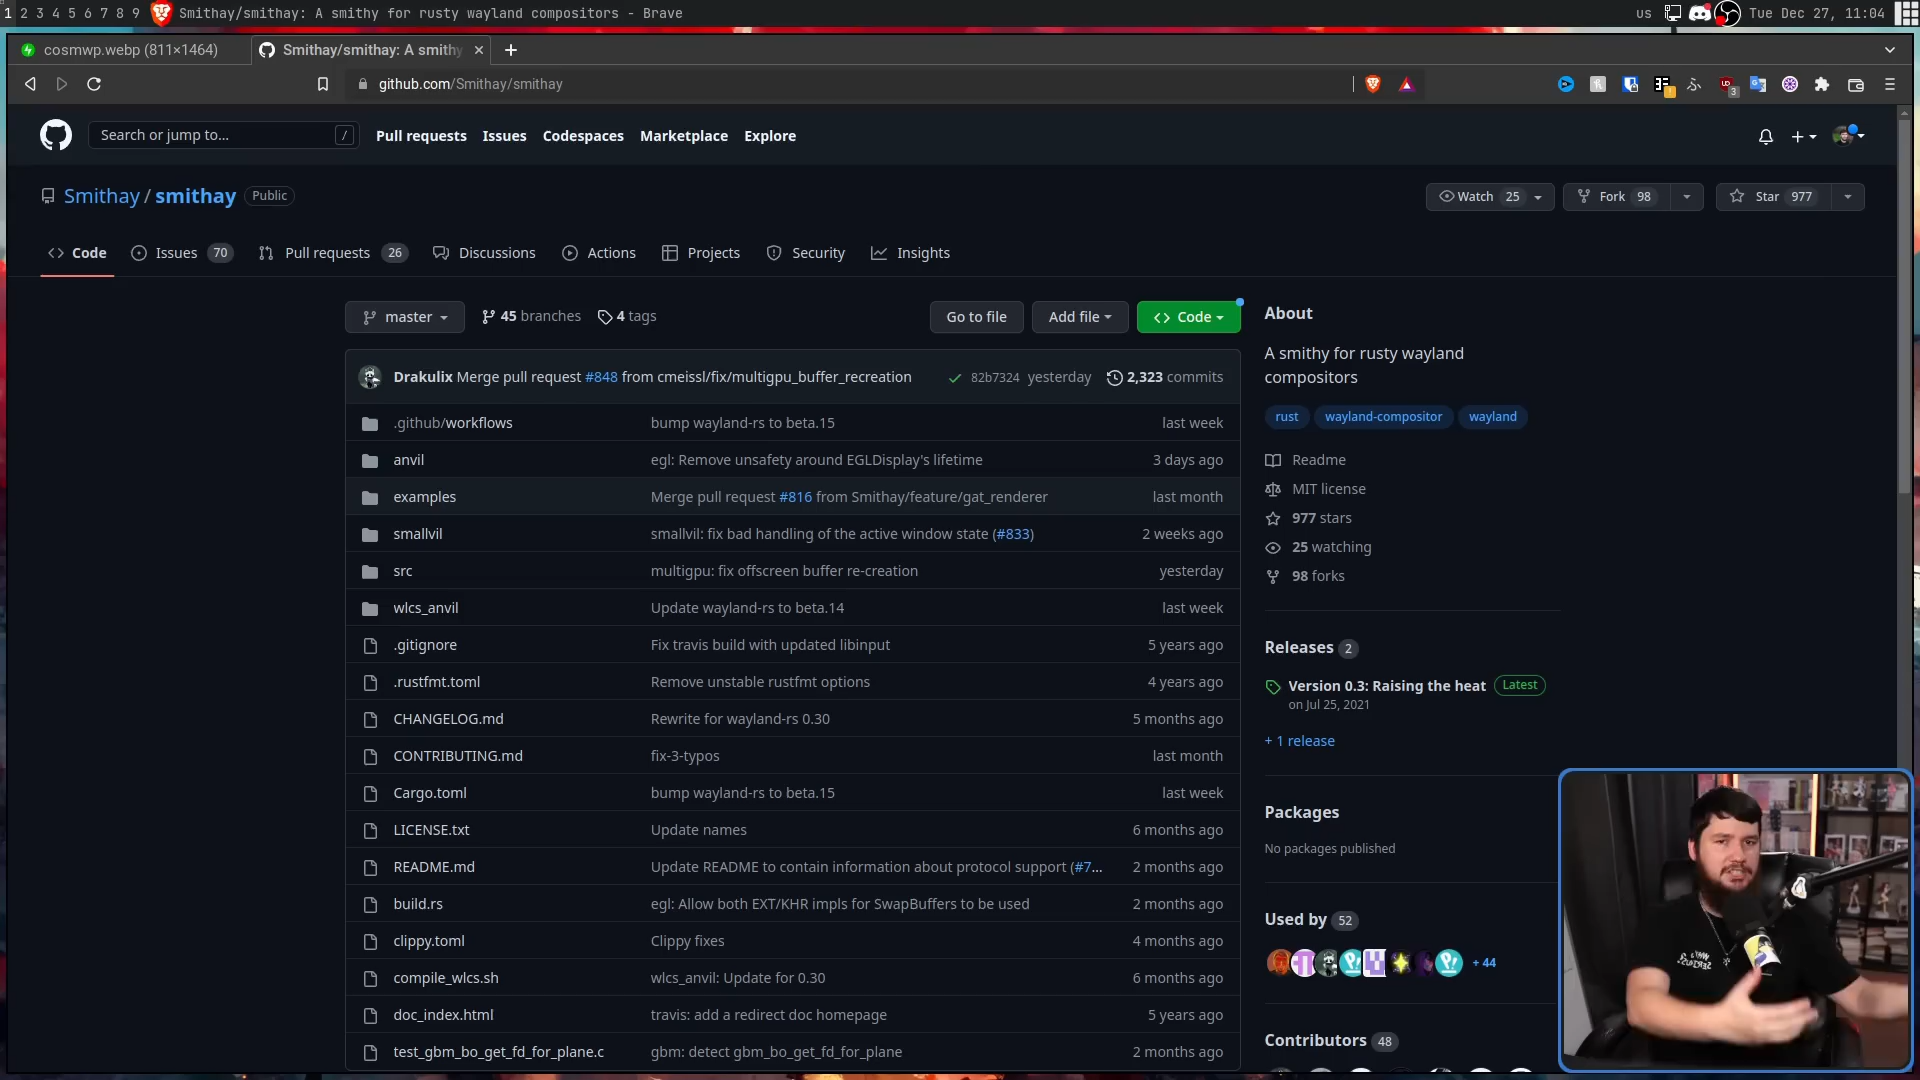 1 2 3 4 5 6 7 8 9 Smithay/smithay: A smithy for rusty wayland compositors - Brave us Tue Dec 27, 11:04
cosmwp.webp (811×1464) Smithay/smithay: A smithy
github.com/Smithay/smithay
Search or jump to... / Pull requests Issues Codespaces Marketplace Explore
Smithay / smithay Public Watch 25 Fork 98 Star 977
Code Issues 70 Pull requests 26 Discussions Actions Projects Security Insights
master 45 branches 4 tags Go to file Add file Code
Drakulix Merge pull request #848 from cmeissl/fix/multigpu_buffer_recreation 82b7324 yesterday 2,323 commits
.github/workflows bump wayland-rs to beta.15 last week
anvil egl: Remove unsafety around EGLDisplay's lifetime 3 days ago
examples Merge pull request #816 from Smithay/feature/gat_renderer last month
smallvil smallvil: fix bad handling of the active window state (#833) 2 weeks ago
src multigpu: fix offscreen buffer re-creation yesterday
wlcs_anvil Update wayland-rs to beta.14 last week
.gitignore Fix travis build with updated libinput 5 years ago
.rustfmt.toml Remove unstable rustfmt options 4 years ago
CHANGELOG.md Rewrite for wayland-rs 0.30 5 months ago
CONTRIBUTING.md fix-3-typos last month
Cargo.toml bump wayland-rs to beta.15 last week
LICENSE.txt Update names 6 months ago
README.md Update README to contain information about protocol support (#7... 2 months ago
build.rs egl: Allow both EXT/KHR impls for SwapBuffers to be used 2 months ago
clippy.toml Clippy fixes 4 months ago
compile_wlcs.sh wlcs_anvil: Update for 0.30 6 months ago
doc_index.html travis: add a redirect doc homepage 5 years ago
test_gbm_bo_get_fd_for_plane.c gbm: detect gbm_bo_get_fd_for_plane 2 months ago
About
A smithy for rusty wayland
compositors
rust wayland-compositor wayland
Readme
MIT license
977 stars
25 watching
98 forks
Releases 2
Version 0.3: Raising the heat Latest
on Jul 25, 2021
+ 1 release
Packages
No packages published
Used by 52
+ 44
Contributors 48